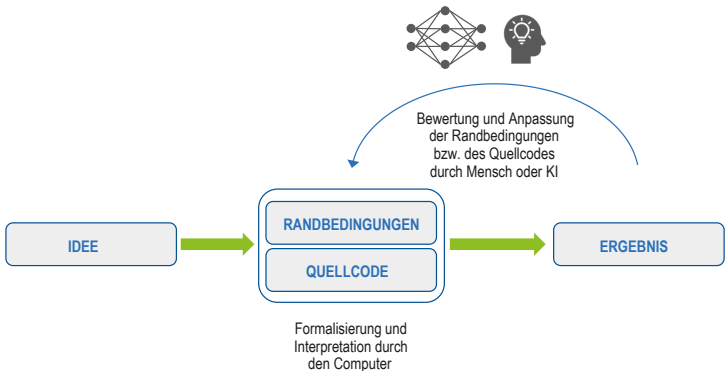 Bewertung und Anpassung
der Randbedingungen
bzw. des Quellcodes
durch Mensch oder KI
IDEE
RANDBEDINGUNGEN
QUELLCODE
ERGEBNIS
Formalisierung und
Interpretation durch
den Computer